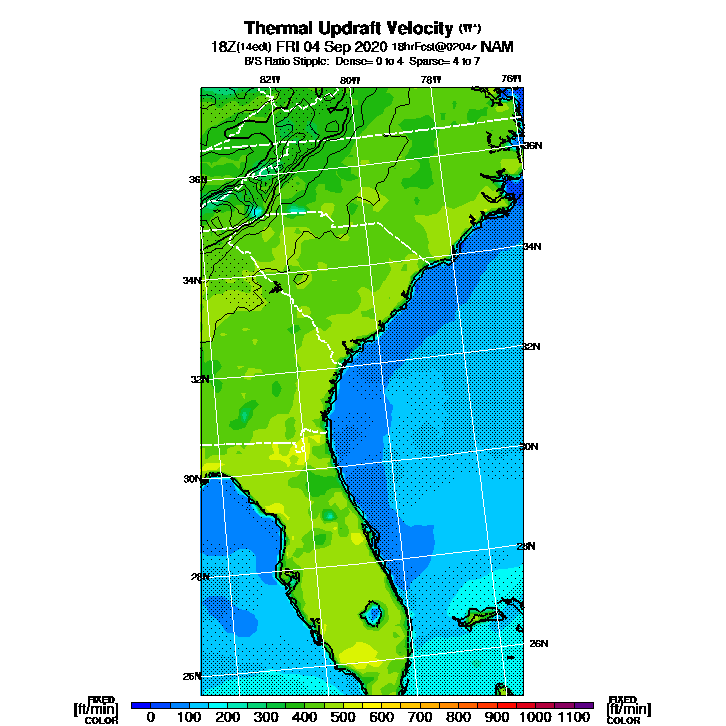 Thermal Updraft Velocity (W*)
18Z(14edt) FRI 04 Sep 2020 18hrFcst@0204z NAM
B/S Ratio Stipple: Dense= 0 to 4 Sparse= 4 to 7
82W 80W 78W 76W
36N
36N
34N
34N
32N
32N
30N
30N
28N
28N
26N
26N
FIXED FIXED
[ft/min] [ft/min]
COLOR COLOR
0 100 200 300 400 500 600 700 800 900 1000 1100